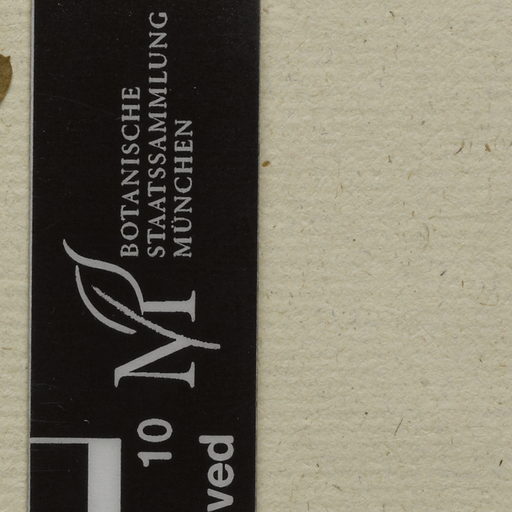 BOTANISCHE
STAATSSAMMLUNG
MÜNCHEN
M
10
ved